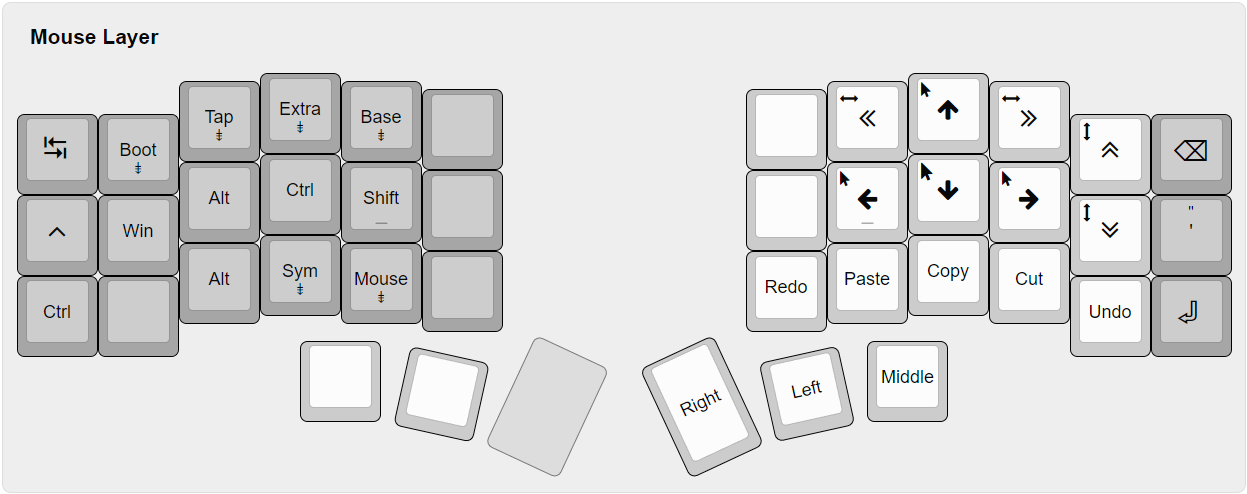 Mouse Layer
Tap
Extra
Base
Boot
Alt
Ctrl
Shift
Win
Alt
Sym
Mouse
Ctrl
"
'
Redo
Paste
Copy
Cut
Undo
Right
Left
Middle